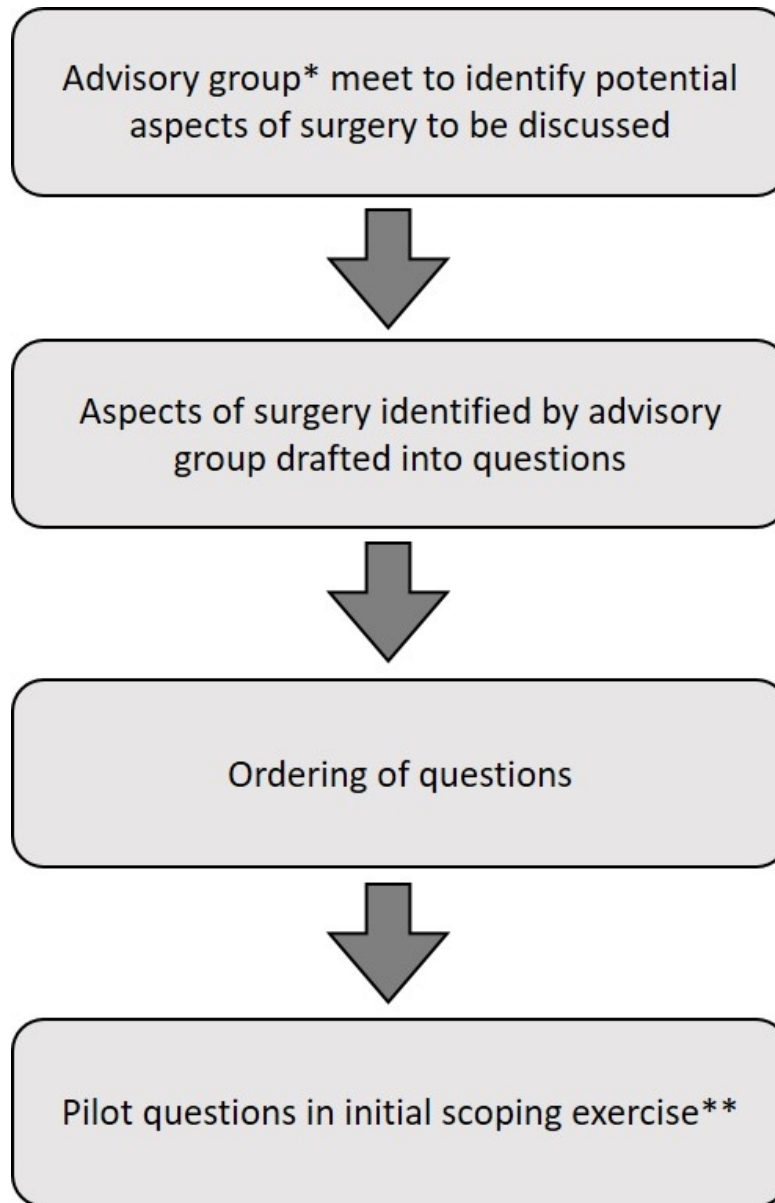 Advisory group* meet to identify potential
aspects of surgery to be discussed
Aspects of surgery identified by advisory
group drafted into questions
Ordering of questions
Pilot questions in initial scoping exercise**